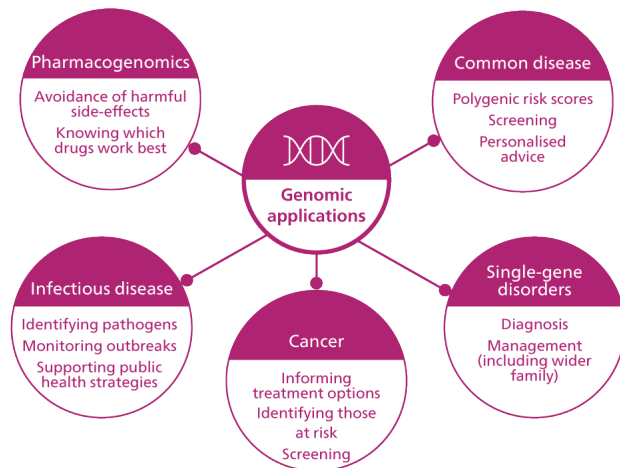 Pharmacogenomics
Avoidance of harmful
side-effects
Knowing which
drugs work best
Common disease
Polygenic risk scores
Screening
Personalised
advice
Genomic
applications
Infectious disease
Identifying pathogens
Monitoring outbreaks
Supporting public
health strategies
Cancer
Informing
treatment options
Identifying those
at risk
Screening
Single-gene
disorders
Diagnosis
Management
(including wider
family)